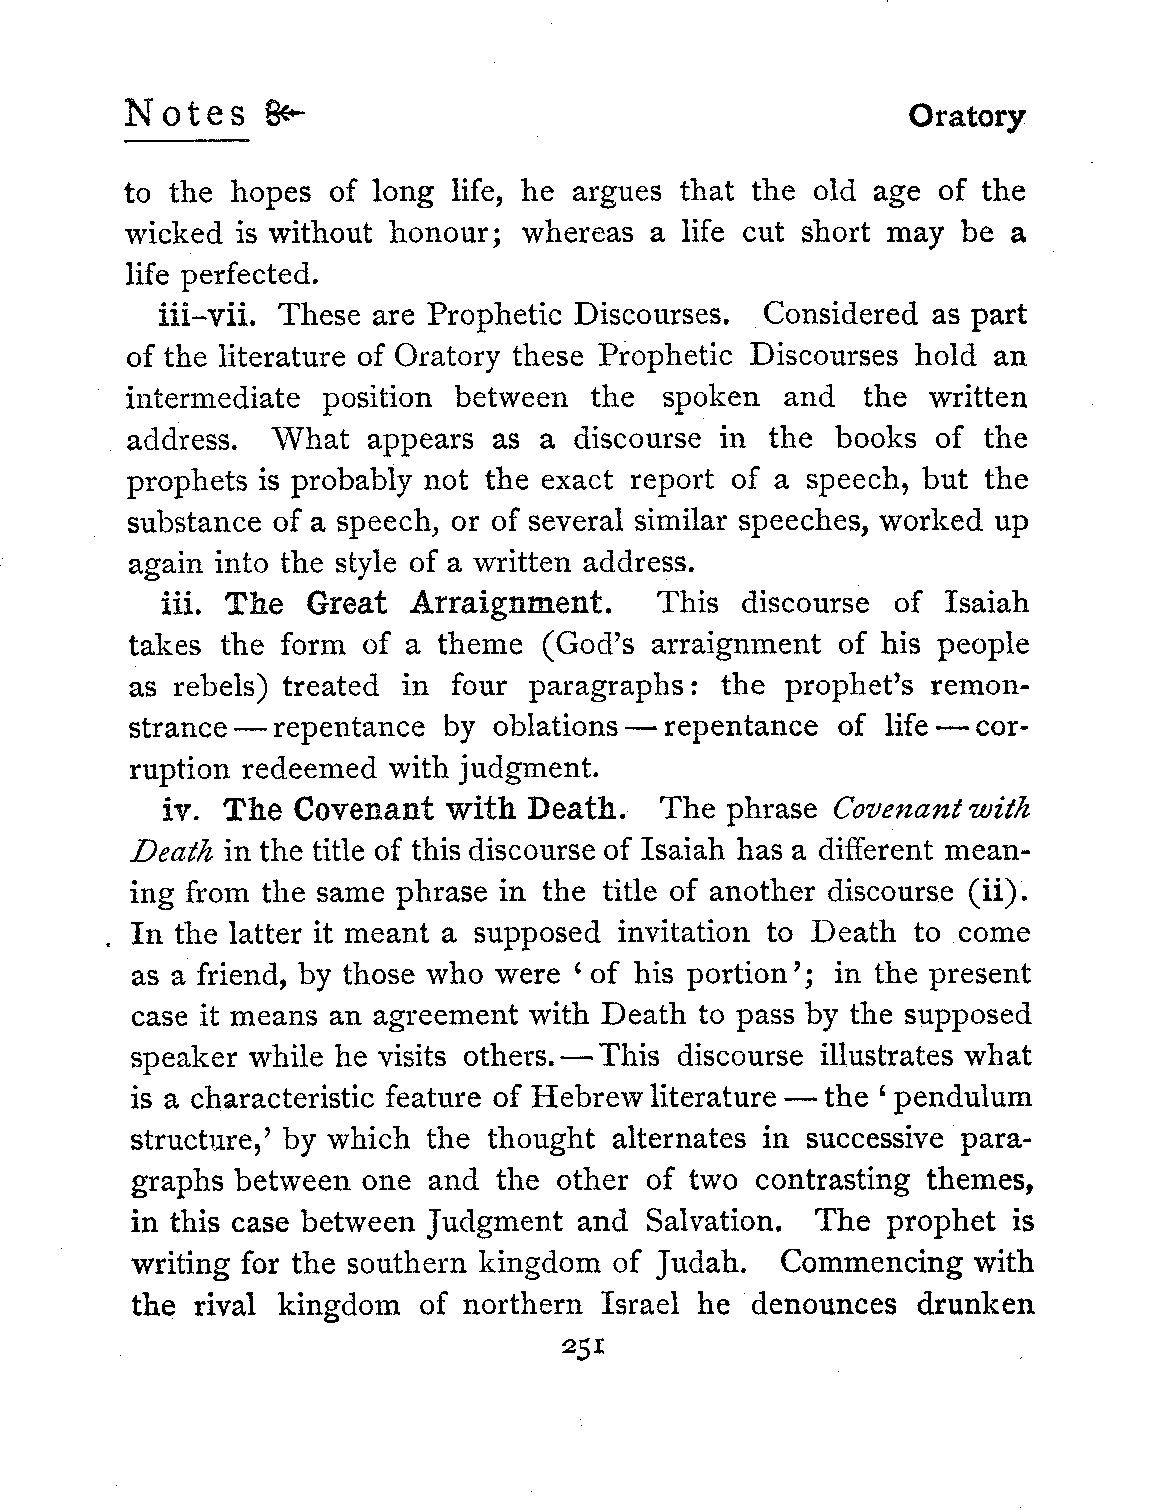 Notes Oratory
to the hopes of long life, he argues that the old age of the
wicked is without honour; whereas a life cut short may be a
life perfected.
iii–vii. These are Prophetic Discourses. Considered as part
of the literature of Oratory these Prophetic Discourses hold an
intermediate position between the spoken and the written
address. What appears as a discourse in the books of the
prophets is probably not the exact report of a speech, but the
substance of a speech, or of several similar speeches, worked up
again into the style of a written address.
iii. The Great Arraignment. This discourse of Isaiah
takes the form of a theme (God's arraignment of his people
as rebels) treated in four paragraphs: the prophet's remon-
strance — repentance by oblations — repentance of life — cor-
ruption redeemed with judgment.
iv. The Covenant with Death. The phrase Covenant with
Death in the title of this discourse of Isaiah has a different mean-
ing from the same phrase in the title of another discourse (ii).
In the latter it meant a supposed invitation to Death to come
as a friend, by those who were ‘of his portion’; in the present
case it means an agreement with Death to pass by the supposed
speaker while he visits others. — This discourse illustrates what
is a characteristic feature of Hebrew literature — the ‘pendulum
structure,’ by which the thought alternates in successive para-
graphs between one and the other of two contrasting themes,
in this case between Judgment and Salvation. The prophet is
writing for the southern kingdom of Judah. Commencing with
the rival kingdom of northern Israel he denounces drunken
251